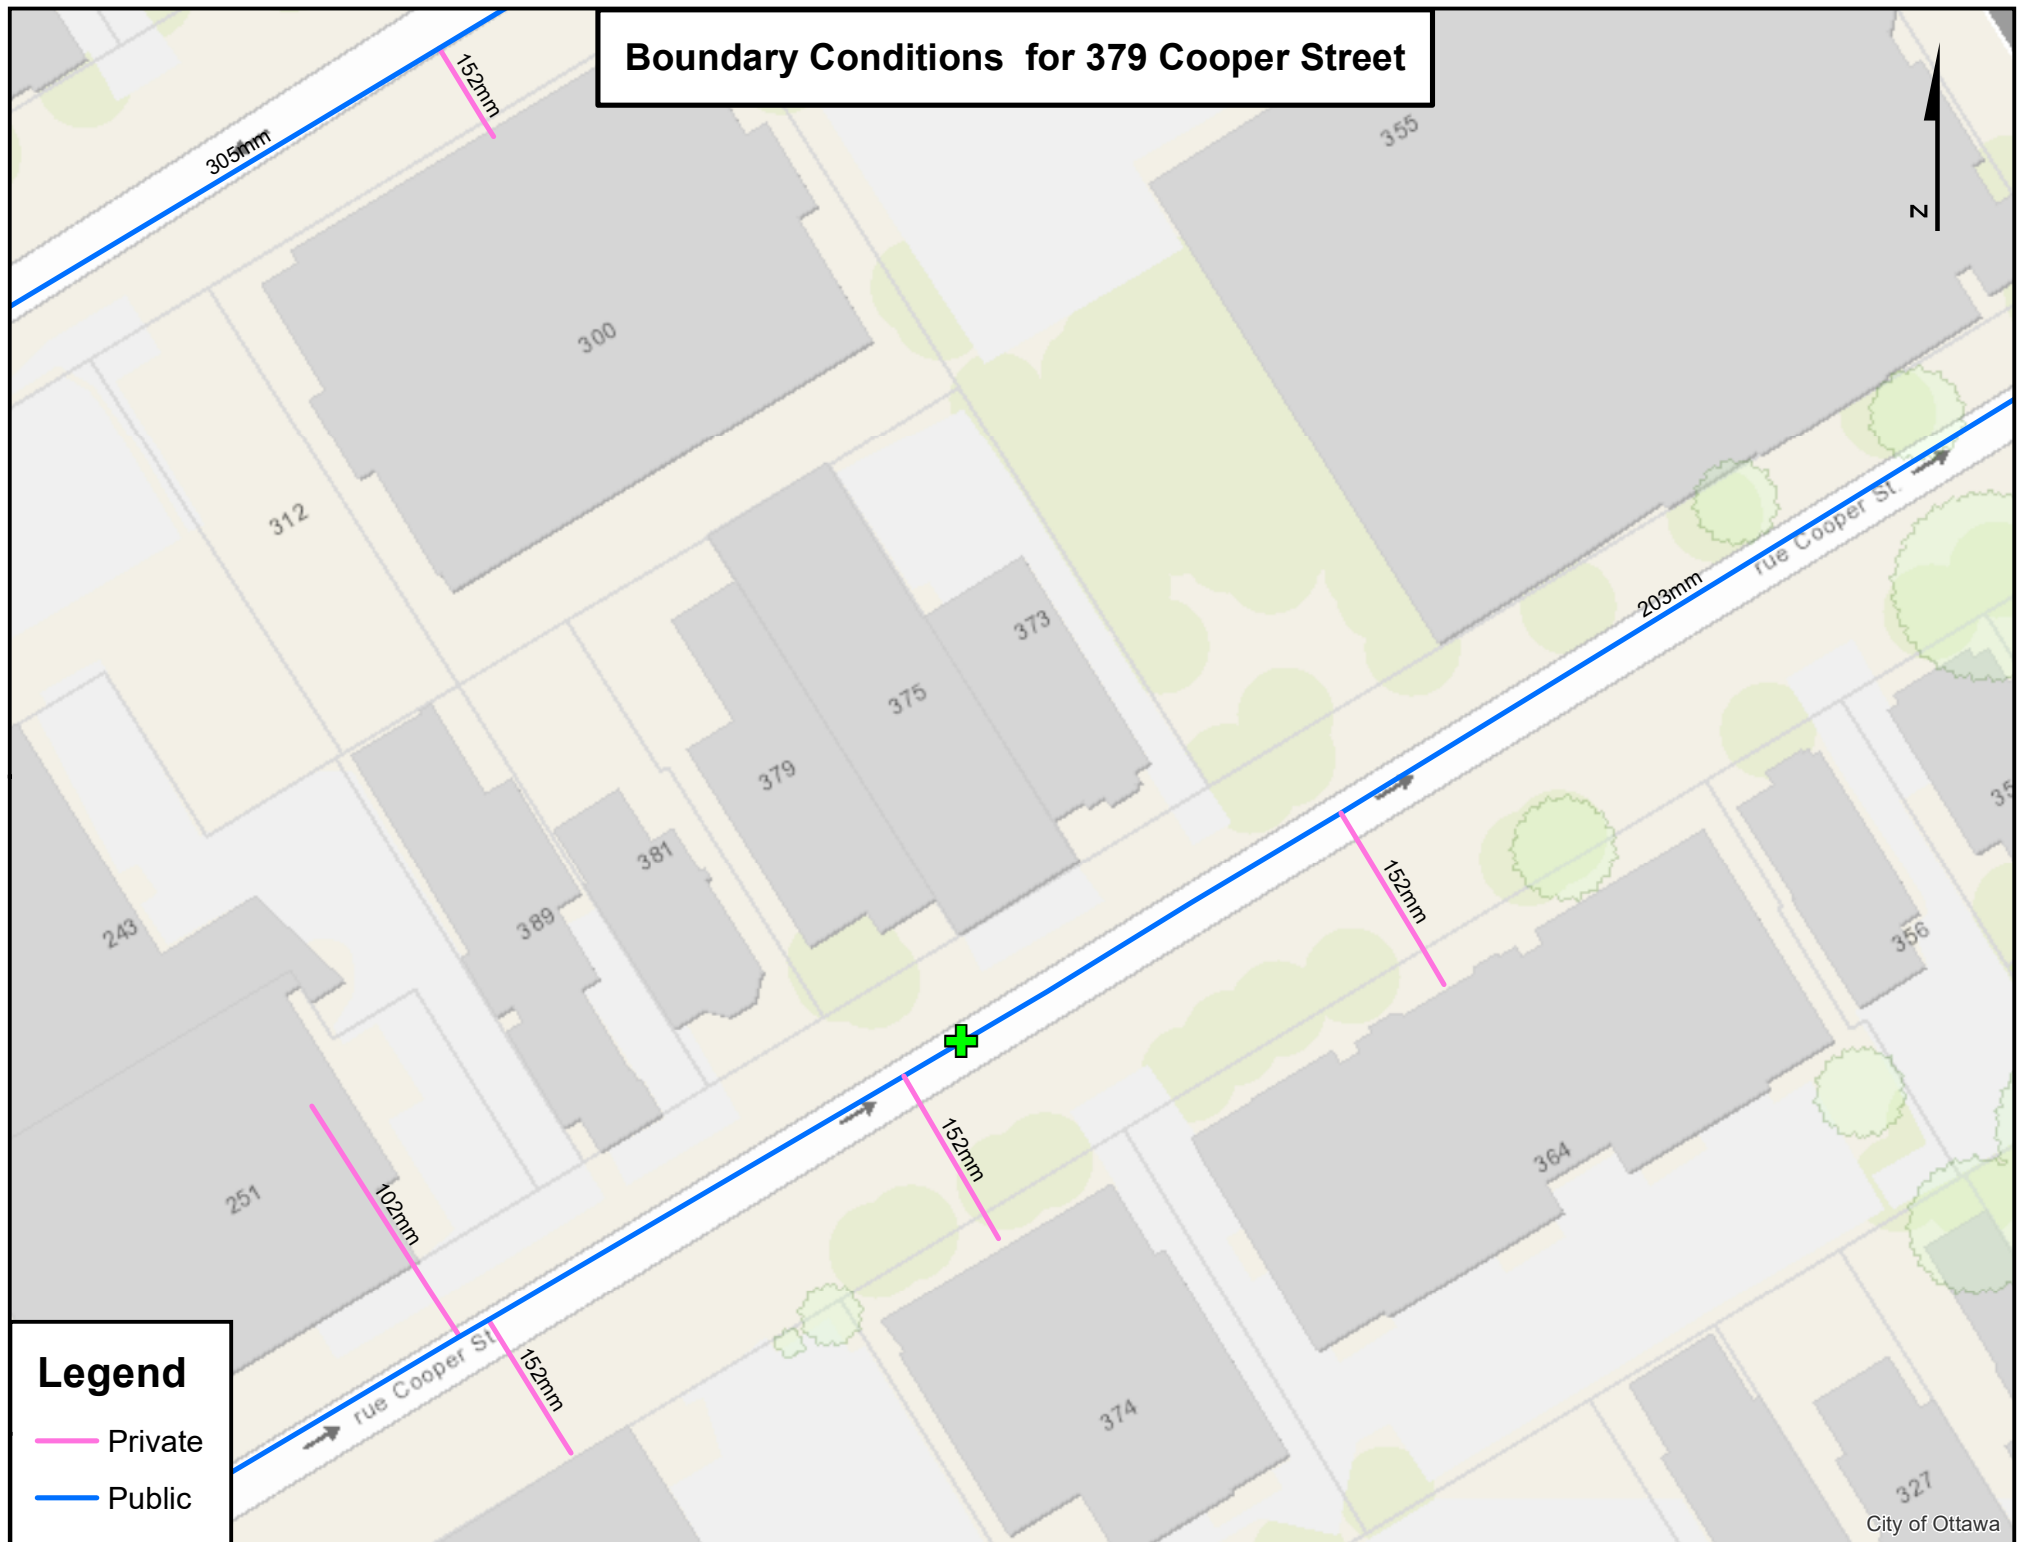 Boundary Conditions  for 379 Cooper Street
152mm
305mm
355
N
300
312
rue Cooper St.
203mm
373
375
379
381
389
243
152mm
356
152mm
364
251
102mm
rue Cooper St
152mm
374
327
Legend
Private
Public
City of Ottawa